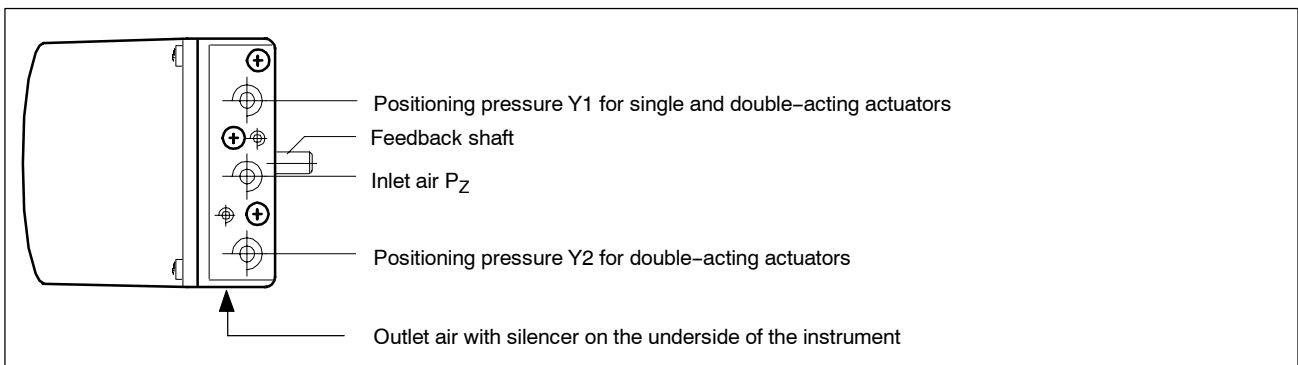 Positioning pressure Y1 for single and double−acting actuators
Feedback shaft
Inlet air PZ
Positioning pressure Y2 for double−acting actuators
Outlet air with silencer on the underside of the instrument